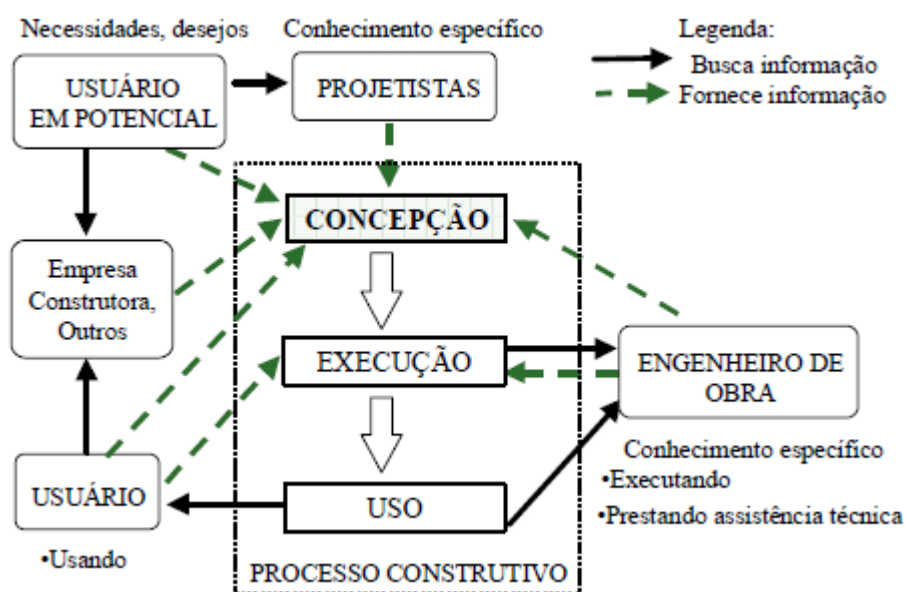 Necessidades, desejos
Conhecimento específico
Legenda:
Busca informação
Fornece informação
USUÁRIO
EM POTENCIAL
PROJETISTAS
CONCEPÇÃO
Empresa
Construtora,
Outros
EXECUÇÃO
ENGENHEIRO DE
OBRA
Conhecimento específico
•Executando
•Prestando assistência técnica
USUÁRIO
•Usando
USO
PROCESSO CONSTRUTIVO